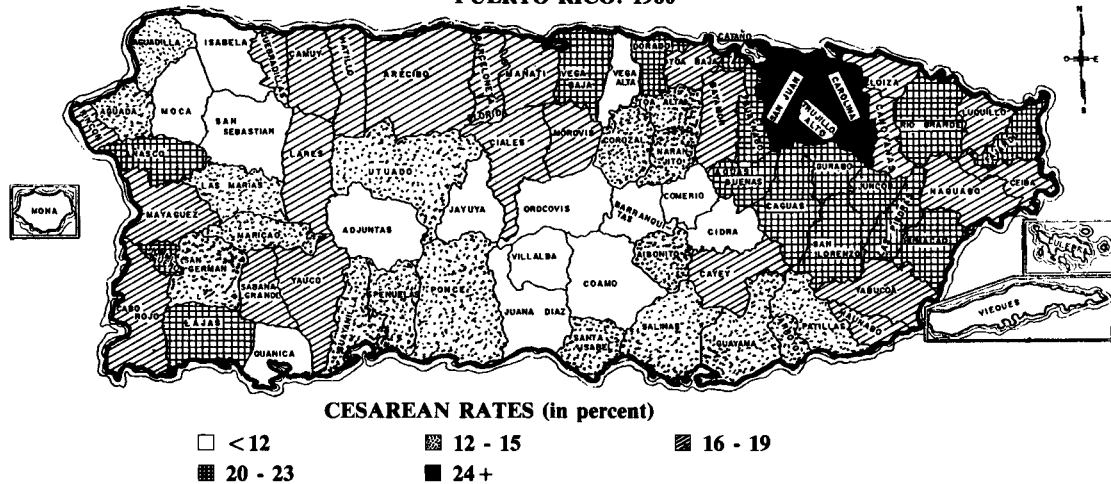 PUERTO RICO: 1980
N
E
S
AGUADILLA
ISABELA
QUEBRADILLAS
CAMUY
HATILLO
ARECIBO
BARCELONETA
MANATI
VEGA BAJA
VEGA ALTA
DORADO
TOA BAJA
CATAÑO
SAN JUAN
TRUJILLO ALTO
CAROLINA
LOIZA
RIO GRANDE
LUQUILLO
CEIBA
AGUADA
MOCA
SAN SEBASTIAN
LARES
UTUADO
FLORIDA
CIALES
MOROVIS
COROZAL
TOA ALTA
NARANJITO
BAYAMON
AGUAS BUENAS
GURABO
CAGUAS
JUNCOS
NAGUABO
HUMACAO
LAS MARIAS
MAYAGUEZ
MARICAO
ADJUNTAS
JAYUYA
OROCOVIS
BARRANQUITAS
COMERIO
CIDRA
SAN LORENZO
YABUCOA
SAN GERMAN
SABANA GRANDE
YAUCO
PEÑUELAS
PONCE
VILLALBA
JUANA DIAZ
COAMO
AIBONITO
CAYEY
SALINAS
SANTA ISABEL
GUAYAMA
PATILLAS
MAUNABO
CABO ROJO
LAJAS
GUANICA
MONA
CULEBRA
VIEQUES
CESAREAN RATES (in percent)
<12 12 - 15 16 - 19
20 - 23 24+